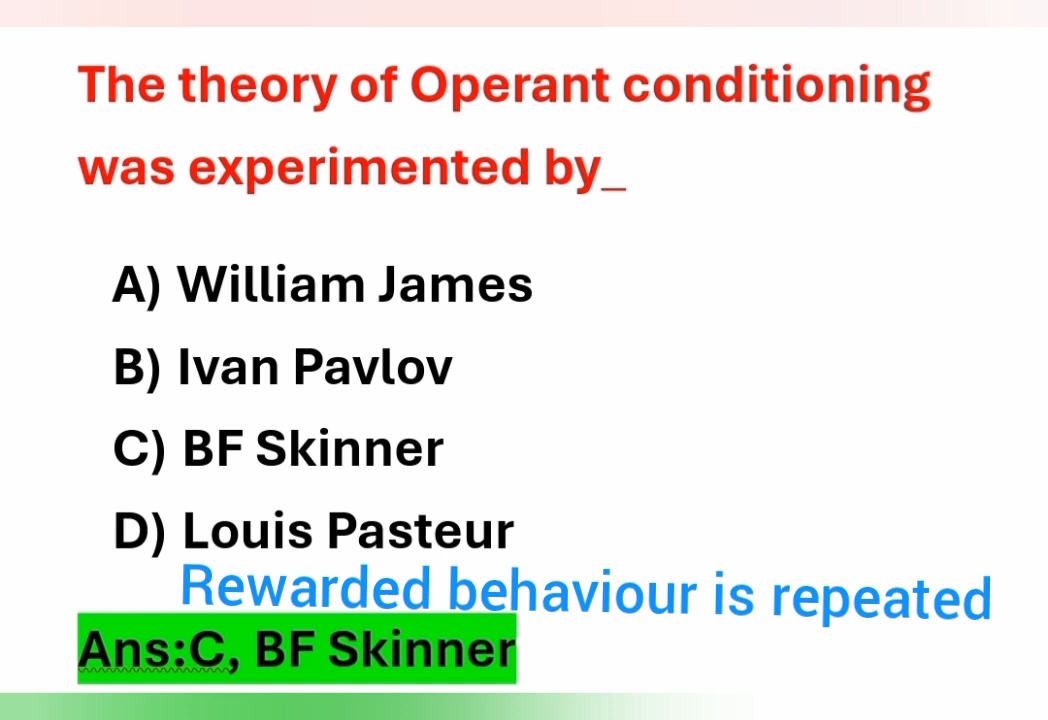 The theory of Operant conditioning
was experimented by_
A) William James
B) Ivan Pavlov
C) BF Skinner
D) Louis Pasteur
Rewarded behaviour is repeated
Ans:C, BF Skinner